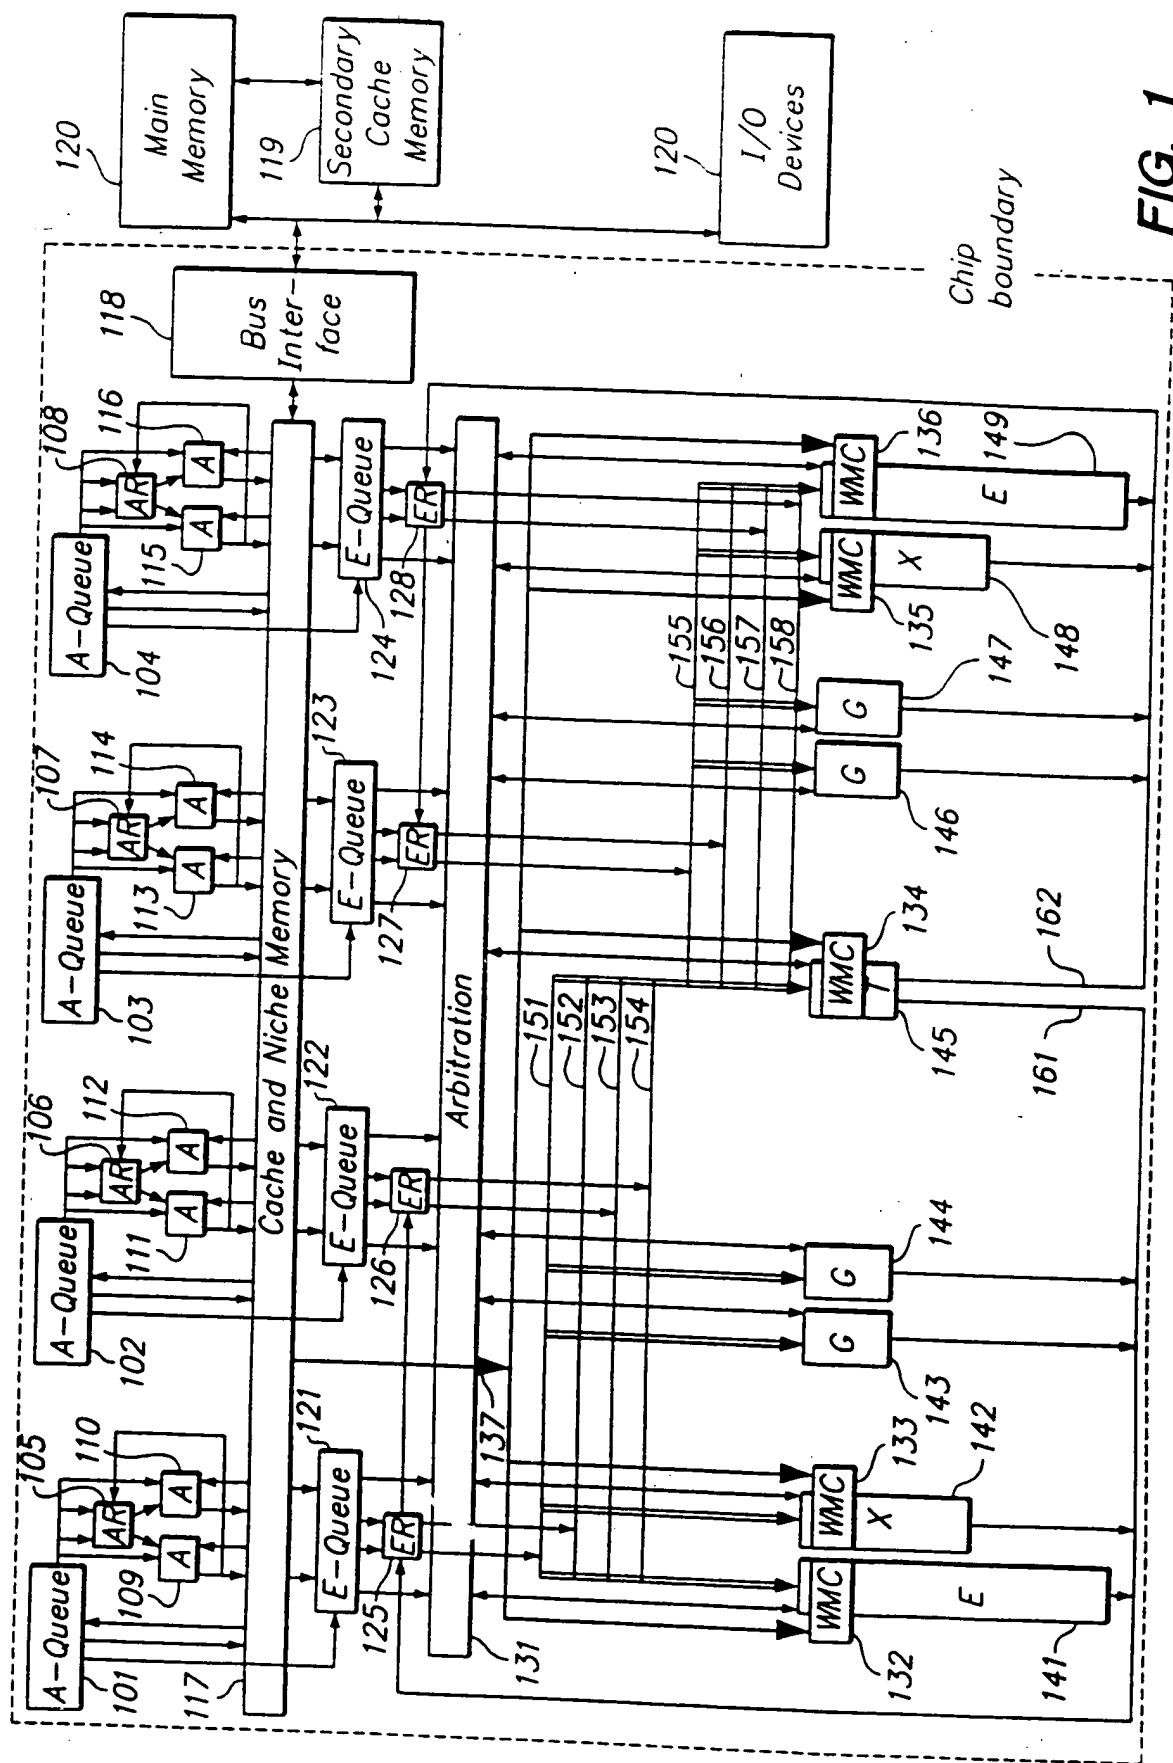 120
Main
Memory
119
Secondary
Cache
Memory
120
I/O
Devices
FIG. 1
Chip
boundary
118
Bus
Inter-
face
A-Queue
101
105
AR
109
A
110
A
A-Queue
102
106
AR
111
A
112
A
A-Queue
103
107
AR
113
A
114
A
A-Queue
104
108
AR
115
A
116
A
117
Cache and Niche Memory
121
E-Queue
122
E-Queue
123
E-Queue
124
E-Queue
125
ER
126
ER
127
ER
128
ER
131
Arbitration
137
151
152
153
154
155
156
157
158
WMC
132
E
141
WMC
133
X
142
G
143
G
144
WMC
134
T
145
161
162
G
146
G
147
WMC
135
X
148
WMC
136
E
149